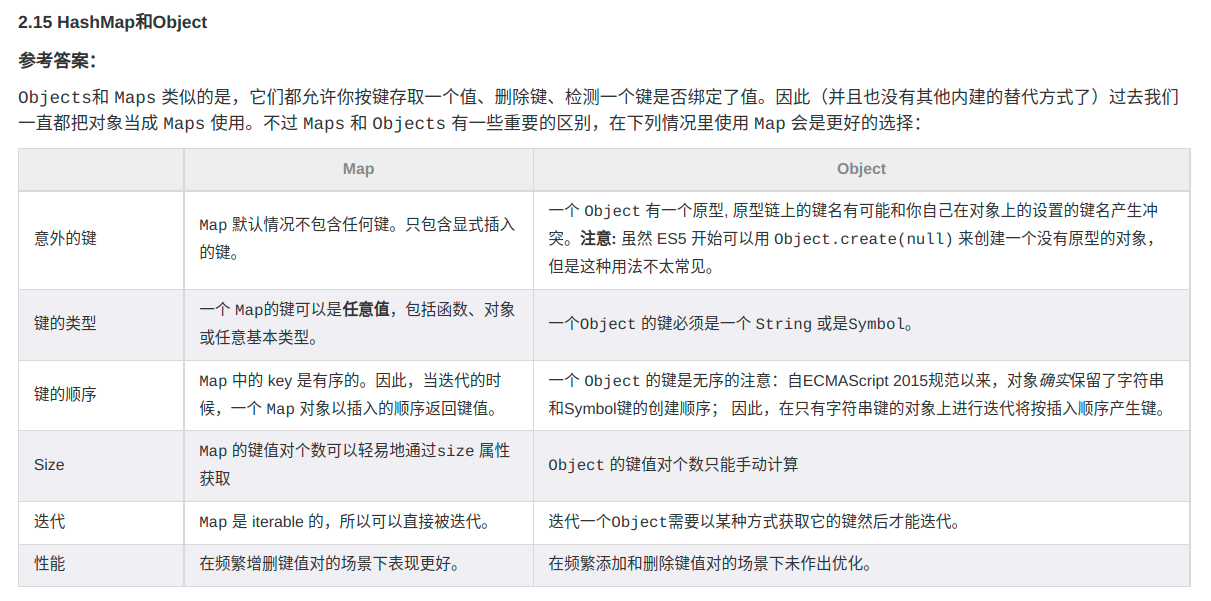 2.15 HashMap和Object
参考答案：
Objects和 Maps 类似的是，它们都允许你按键存取一个值、删除键、检测一个键是否绑定了值。因此（并且也没有其他内建的替代方式了）过去我们
一直都把对象当成 Maps 使用。不过 Maps 和 Objects 有一些重要的区别，在下列情况里使用 Map 会是更好的选择：
Map Object
意外的键
Map 默认情况不包含任何键。只包含显式插入
的键。
一个 Object 有一个原型, 原型链上的键名有可能和你自己在对象上的设置的键名产生冲
突。注意: 虽然 ES5 开始可以用 Object.create(null) 来创建一个没有原型的对象，
但是这种用法不太常见。
键的类型
一个 Map的键可以是任意值，包括函数、对象
或任意基本类型。
一个Object 的键必须是一个 String 或是Symbol。
键的顺序
Map 中的 key 是有序的。因此，当迭代的时
候，一个 Map 对象以插入的顺序返回键值。
一个 Object 的键是无序的注意：自ECMAScript 2015规范以来，对象确实保留了字符串
和Symbol键的创建顺序； 因此，在只有字符串键的对象上进行迭代将按插入顺序产生键。
Size
Map 的键值对个数可以轻易地通过size 属性
获取
Object 的键值对个数只能手动计算
迭代
Map 是 iterable 的，所以可以直接被迭代。
迭代一个Object需要以某种方式获取它的键然后才能迭代。
性能
在频繁增删键值对的场景下表现更好。
在频繁添加和删除键值对的场景下未作出优化。